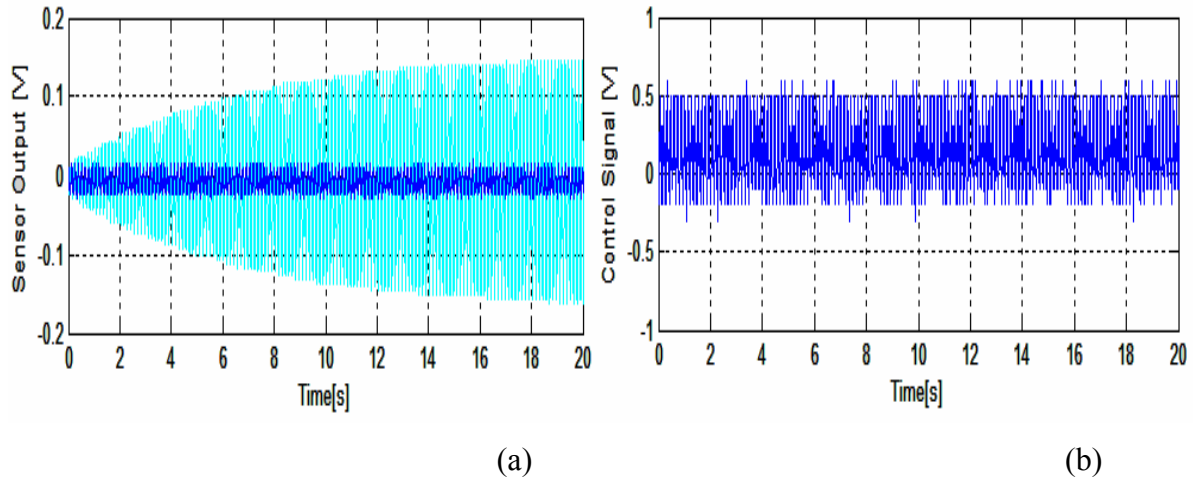 0.2
0.1
0
-0.1
-0.2
Sensor Output [V]
0 2 4 6 8 10 12 14 16 18 20
Time[s]
(a)
1
0.5
0
-0.5
-1
Control Signal [V]
0 2 4 6 8 10 12 14 16 18 20
Time[s]
(b)